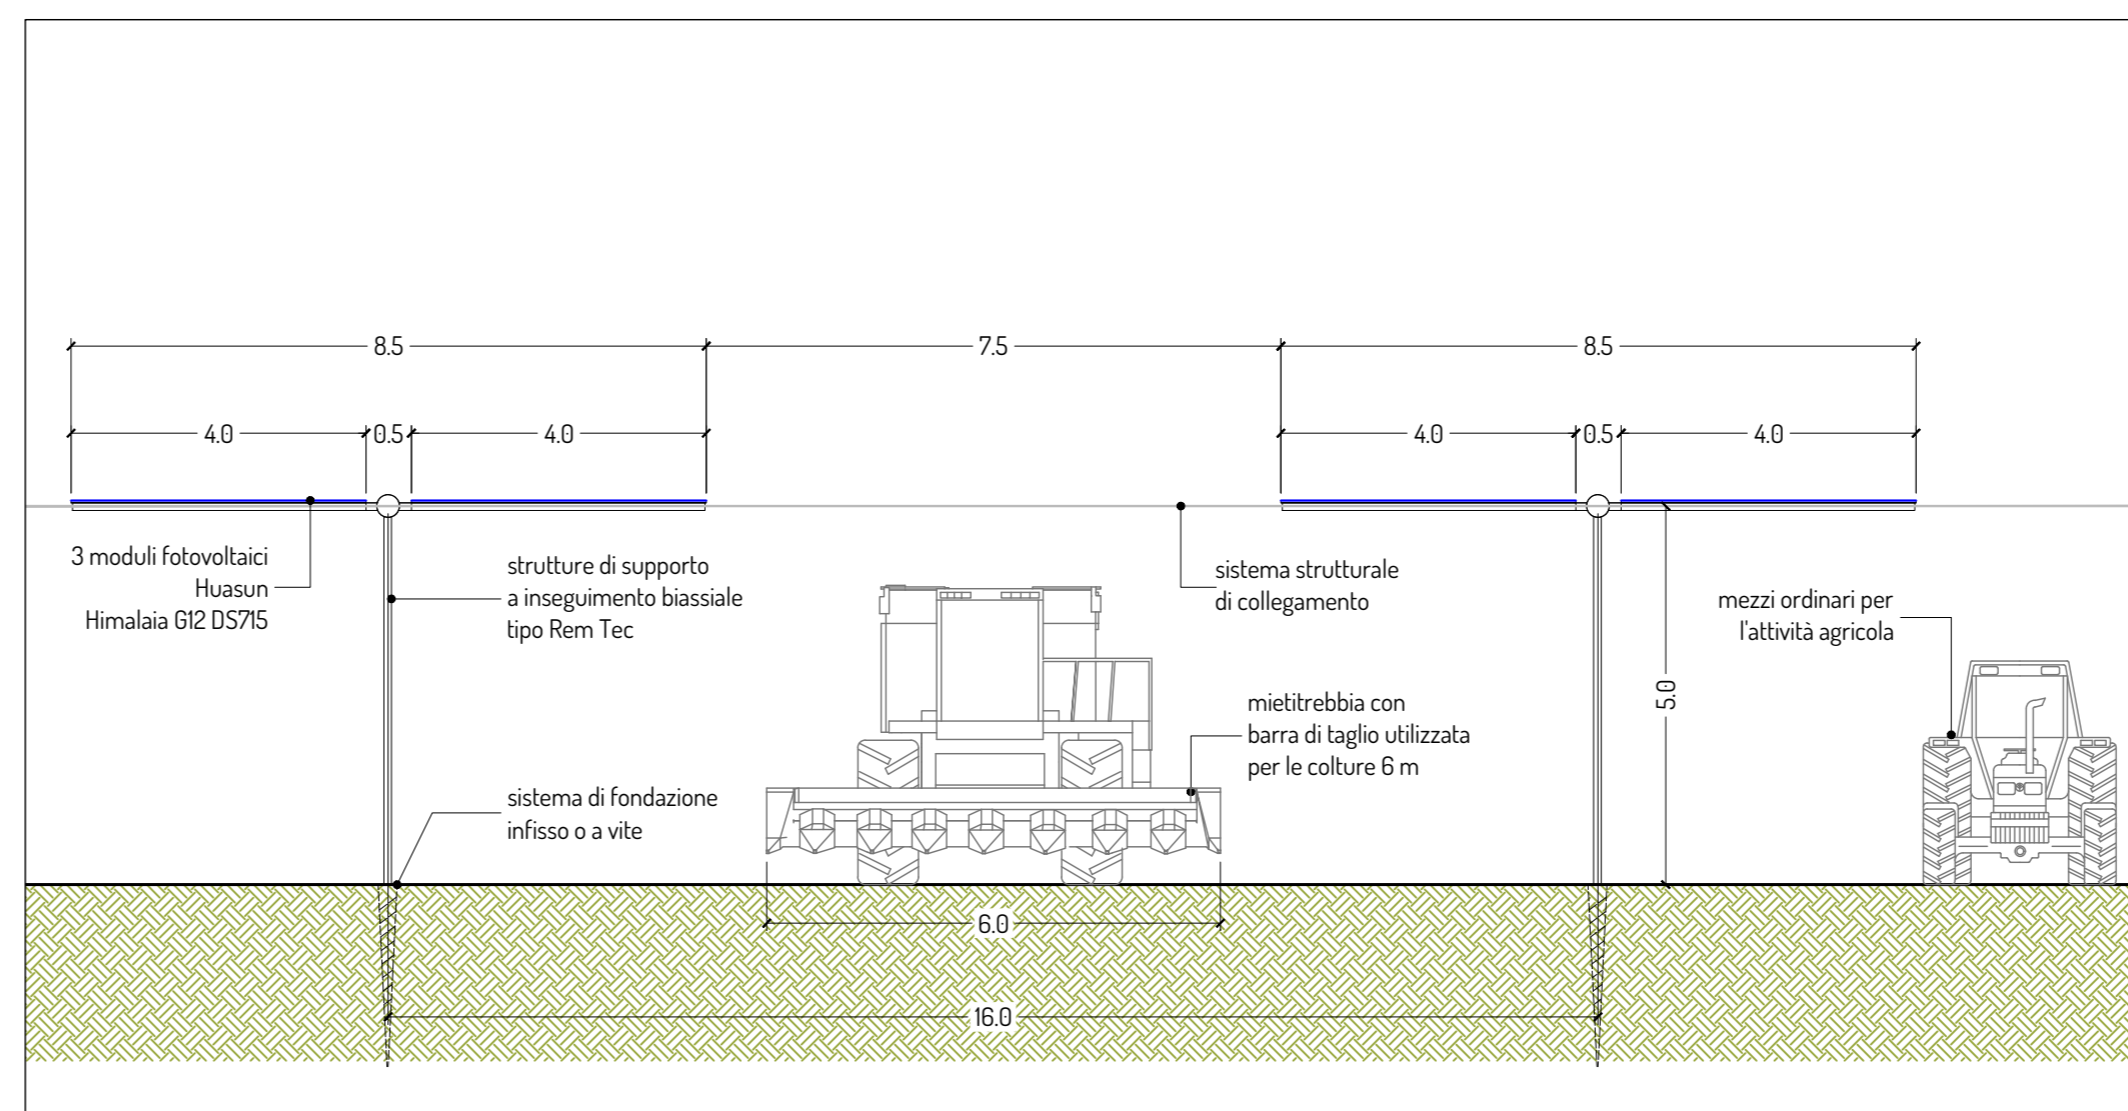 8.5
7.5
8.5
4.0
0.5
4.0
4.0
0.5
4.0
3 moduli fotovoltaici
Huasun
Himalaia G12 DS715
strutture di supporto
a inseguimento biassiale
tipo Rem Tec
sistema strutturale
di collegamento
mezzi ordinari per
l'attività agricola
5.0
mietitrebbia con
barra di taglio utilizzata
per le colture 6 m
sistema di fondazione
infisso o a vite
6.0
16.0